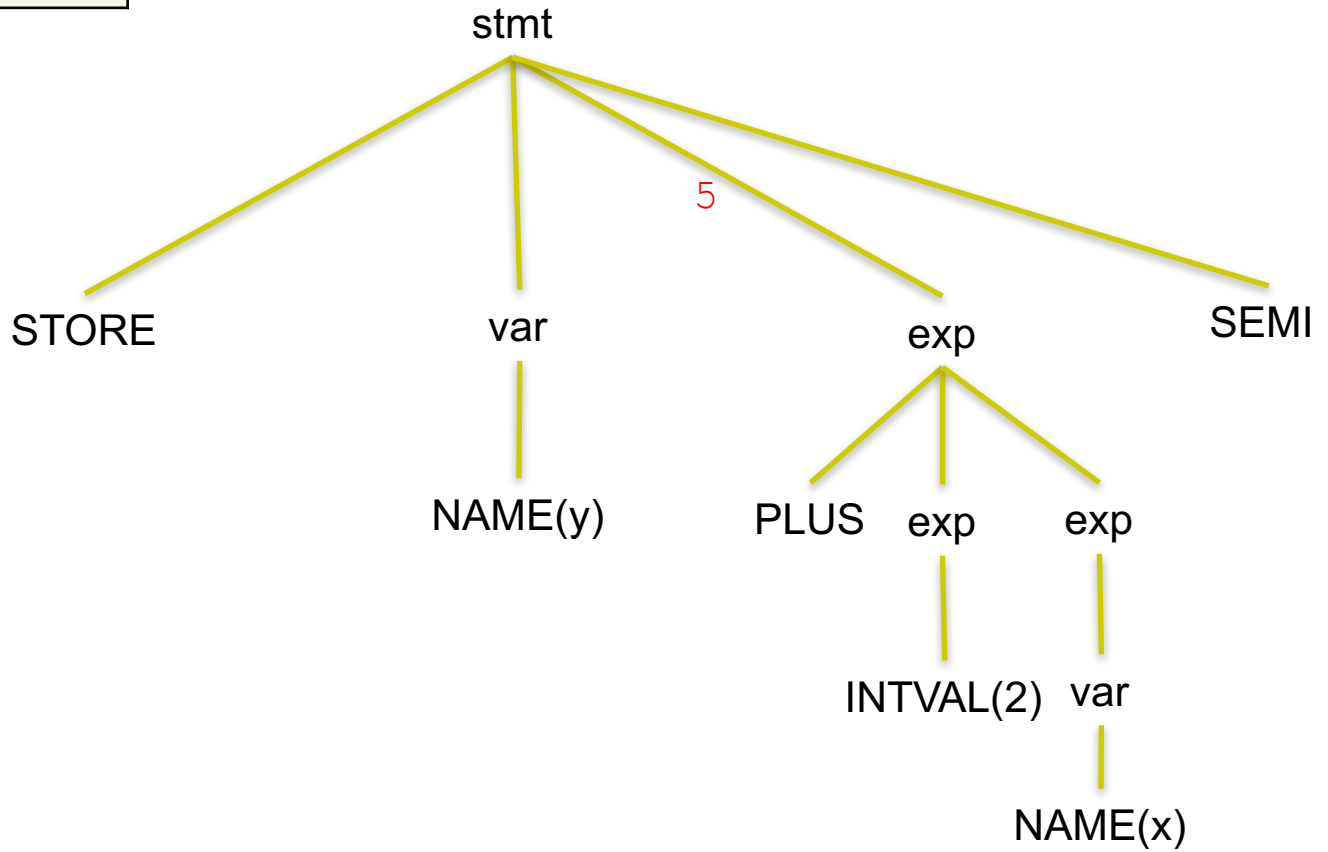 stmt
5
STORE var exp SEMI
NAME(y) PLUS exp exp
INTVAL(2) var
NAME(x)